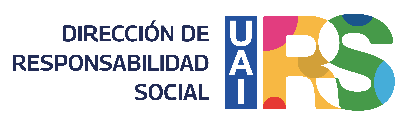 DIRECCIÓN DE
RESPONSABILIDAD
SOCIAL
UAI
RS